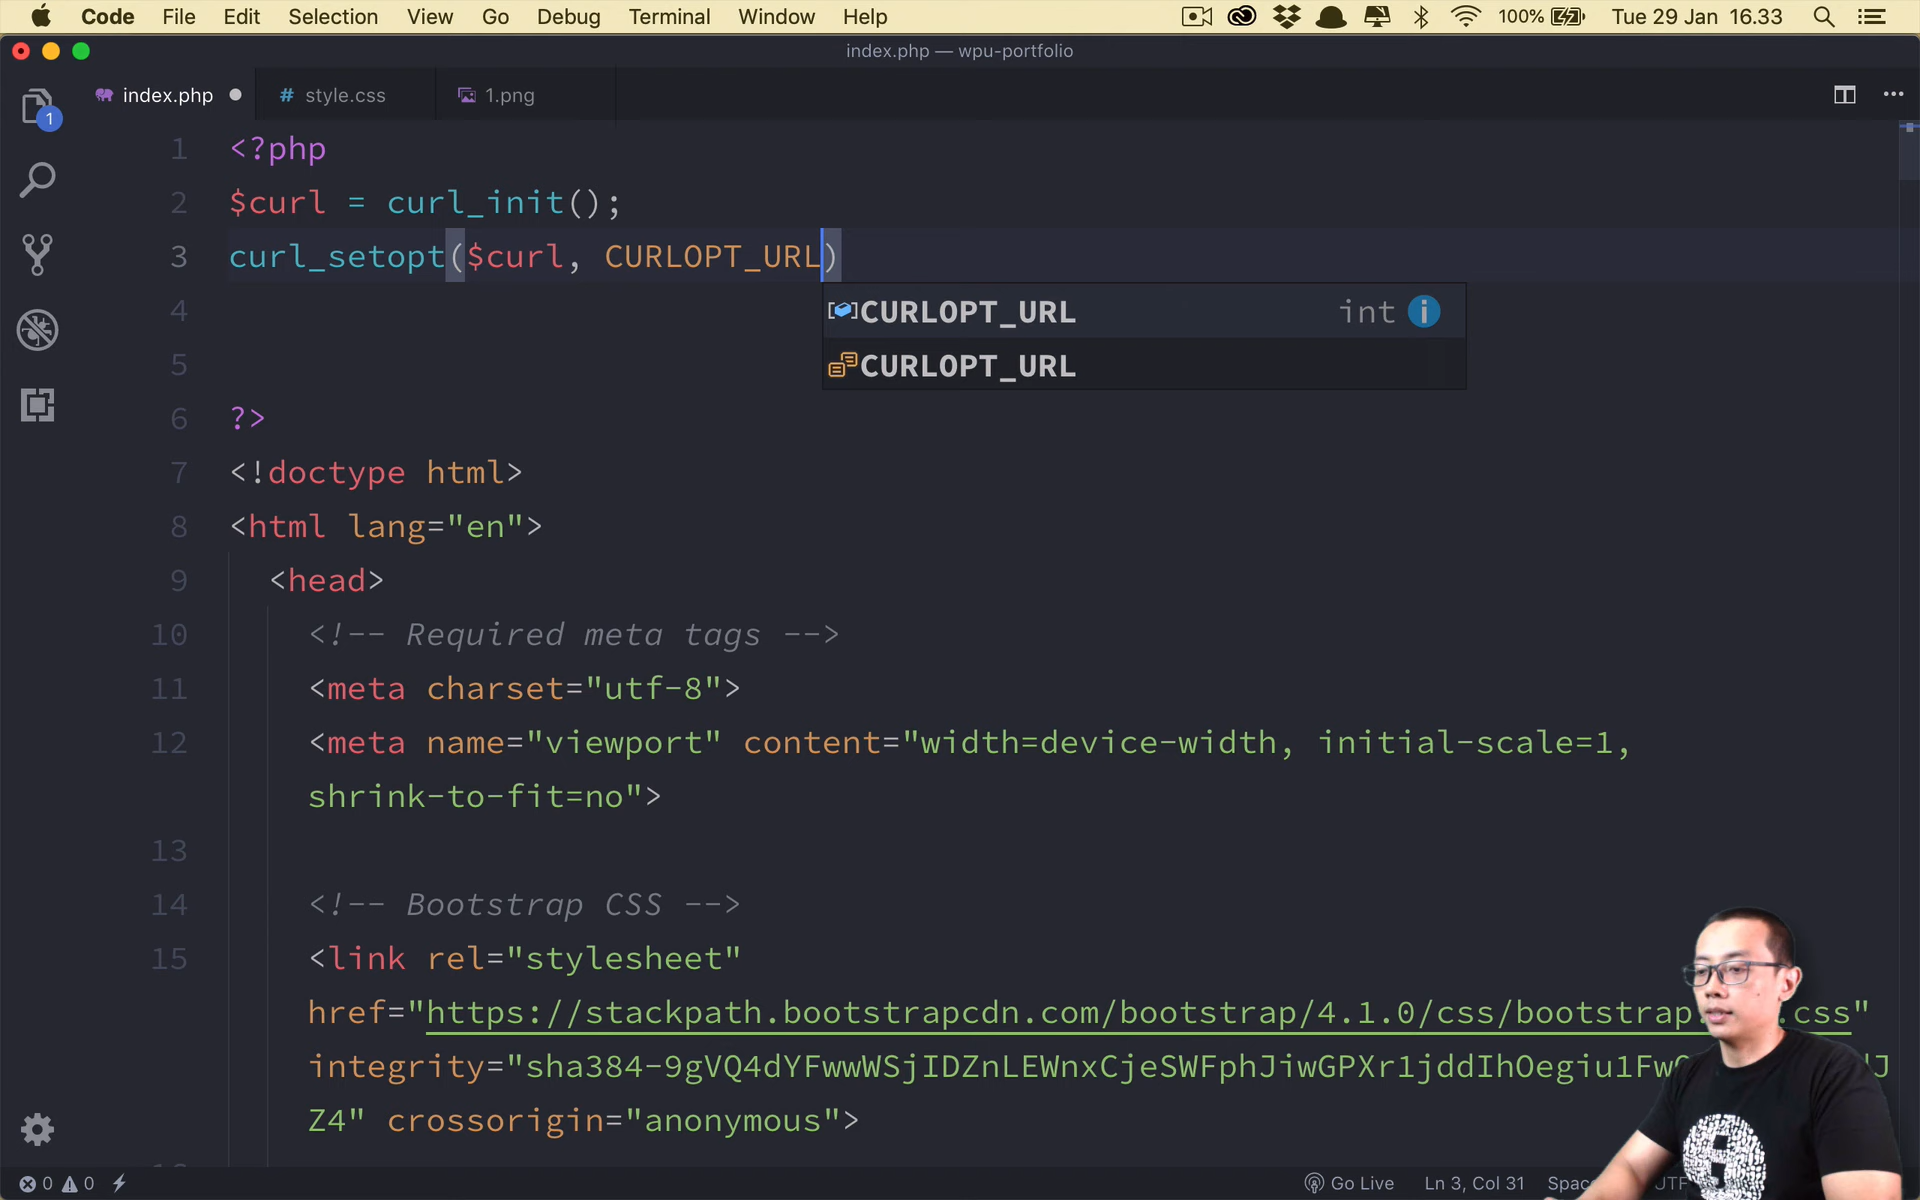 Code File Edit Selection View Go Debug Terminal Window Help 100% Tue 29 Jan 16.33
index.php — wpu-portfolio
index.php style.css 1.png
1
1 <?php
2 $curl = curl_init();
3 curl_setopt($curl, CURLOPT_URL)
4 CURLOPT_URL int
5 CURLOPT_URL
6 ?>
7 <!doctype html>
8 <html lang="en">
9 <head>
10 <!-- Required meta tags -->
11 <meta charset="utf-8">
12 <meta name="viewport" content="width=device-width, initial-scale=1,
shrink-to-fit=no">
13
14 <!-- Bootstrap CSS -->
15 <link rel="stylesheet"
href="https://stackpath.bootstrapcdn.com/bootstrap/4.1.0/css/bootstrap. css"
integrity="sha384-9gVQ4dYFwwWSjIDZnLEWnxCjeSWFphJiwGPXr1jddIhOegiu1Fw
Z4" crossorigin="anonymous">
0 0 Go Live Ln 3, Col 31